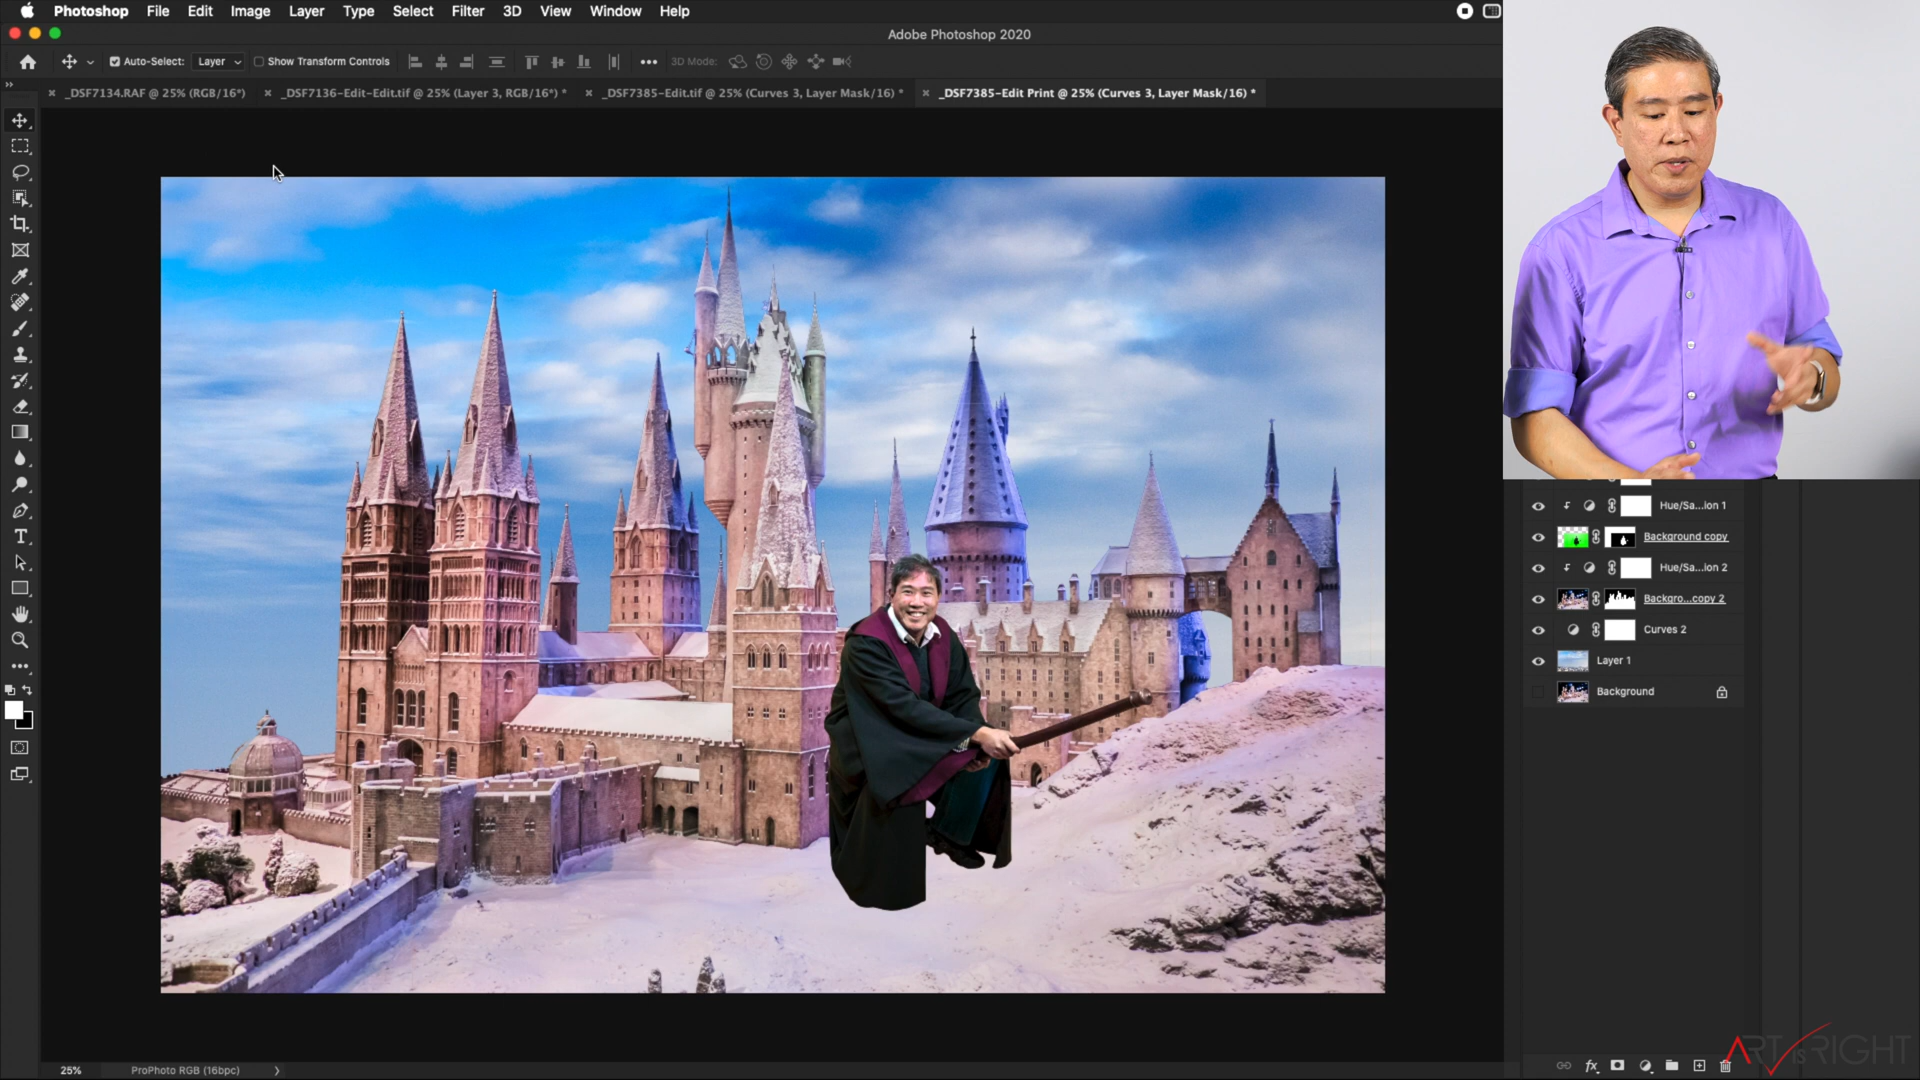 Photoshop File Edit Image Layer Type Select Filter 3D View Window Help
Adobe Photoshop 2020
Auto-Select: Layer Show Transform Controls 3D Mode:
_DSF7134.RAF @ 25% (RGB/16*) _DSF7136-Edit-Edit.tif @ 25% (Layer 3, RGB/16*) * _DSF7385-Edit.tif @ 25% (Curves 3, Layer Mask/16) * _DSF7385-Edit Print @ 25% (Curves 3, Layer Mask/16) *
Hue/Sa...ion 1
Background copy
Hue/Sa...ion 2
Backgro...copy 2
Curves 2
Layer 1
Background
25% ProPhoto RGB (16bpc)
fx
ART IS RIGHT